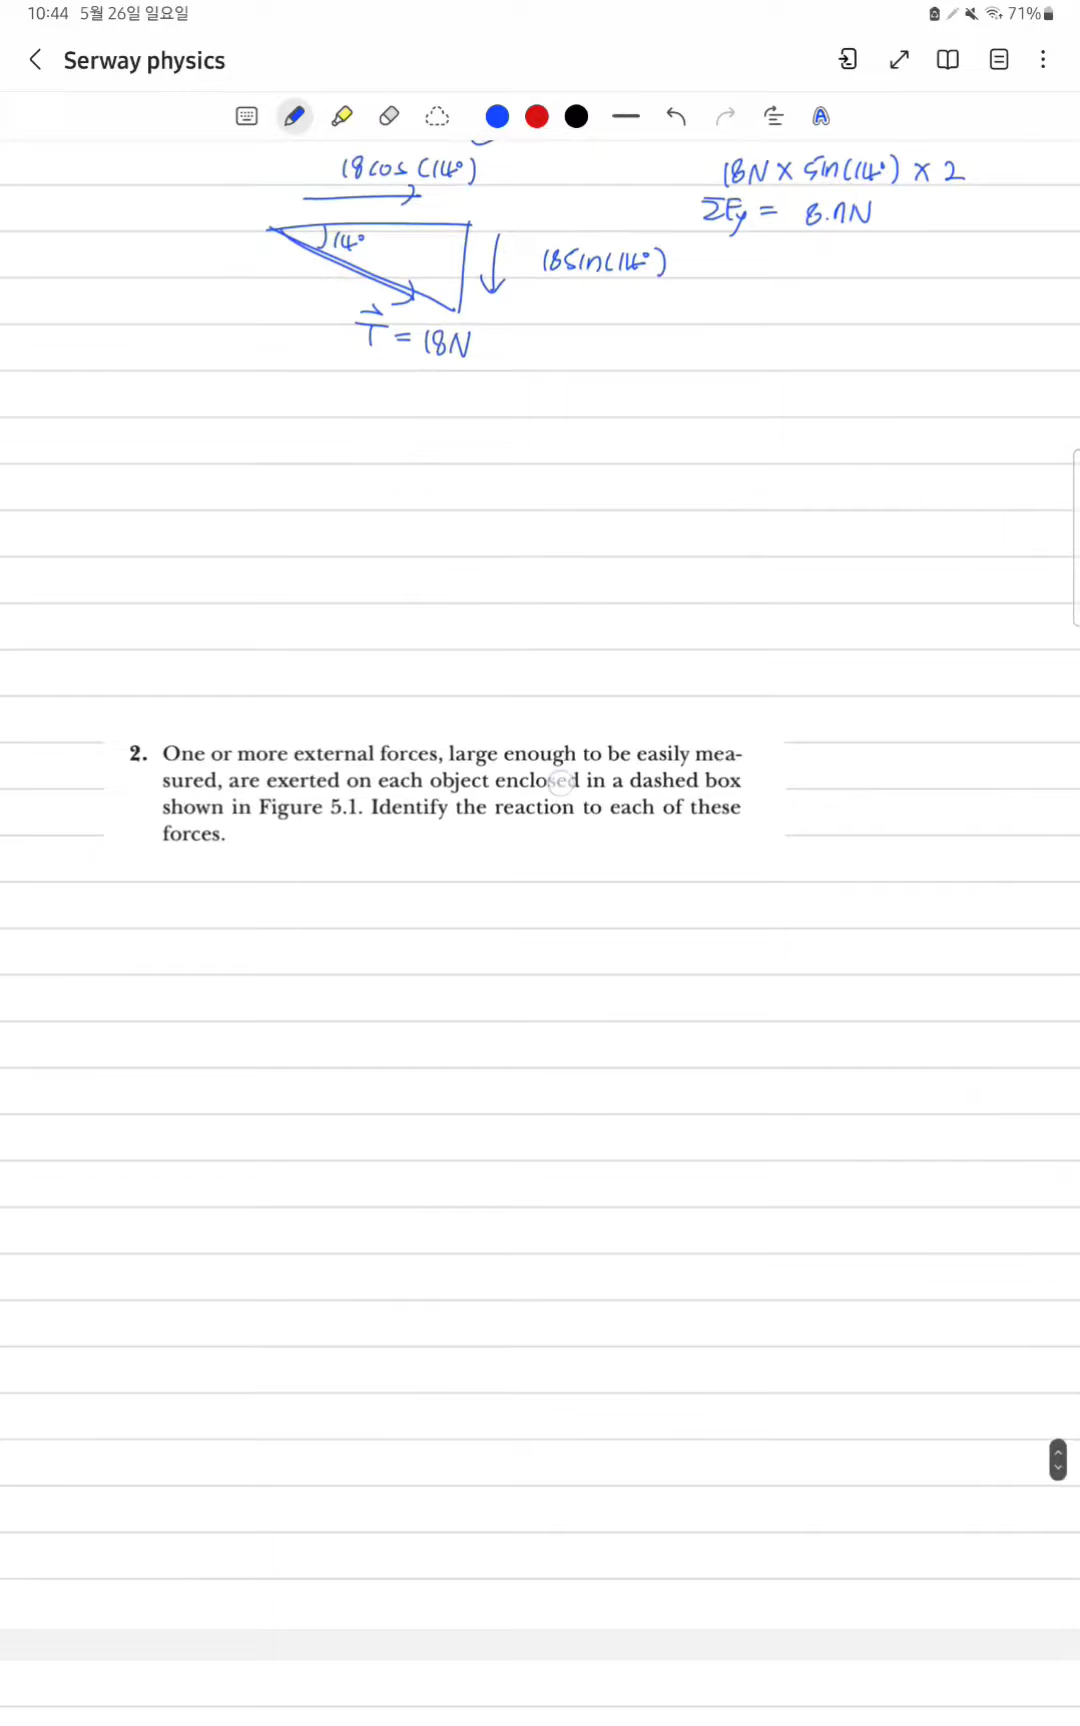 10:44 5월 26일 일요일
71%
Serway physics
18cos(14°)
18N x sin(14°) x 2
ΣFy = 8.7N
14°
18sin(14°)
T = 18N
2. One or more external forces, large enough to be easily mea-
sured, are exerted on each object enclosed in a dashed box
shown in Figure 5.1. Identify the reaction to each of these
forces.